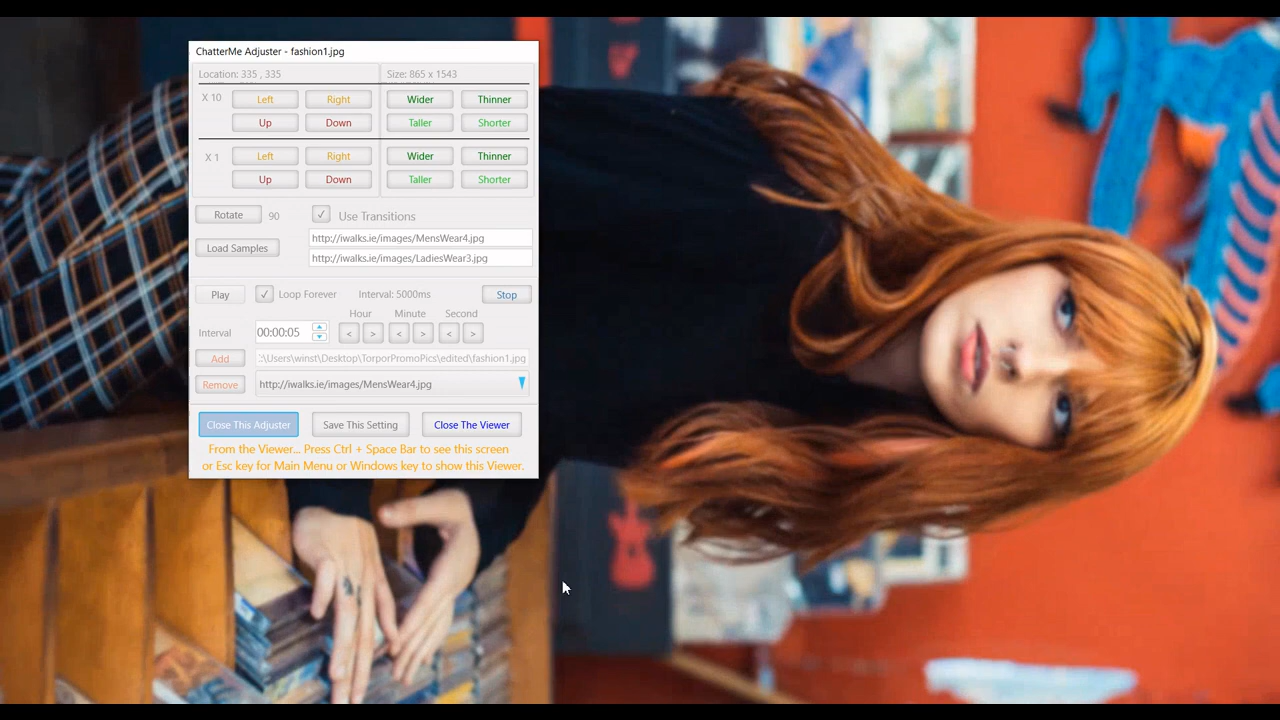 ChatterMe Adjuster - fashion1.jpg
Location: 335 , 335 Size: 865 x 1543
X 10 Left Right Wider Thinner
Up Down Taller Shorter
X 1 Left Right Wider Thinner
Up Down Taller Shorter
Rotate 90 ✓ Use Transitions
http://iwalks.ie/images/MensWear4.jpg
Load Samples
http://iwalks.ie/images/LadiesWear3.jpg
Play ✓ Loop Forever Interval: 5000ms Stop
Hour Minute Second
Interval 00:00:05 < > < > < >
Add :\Users\winst\Desktop\TorporPromoPics\edited\fashion1.jpg
Remove http://iwalks.ie/images/MensWear4.jpg
Close This Adjuster Save This Setting Close The Viewer
From the Viewer... Press Ctrl + Space Bar to see this screen
or Esc key for Main Menu or Windows key to show this Viewer.